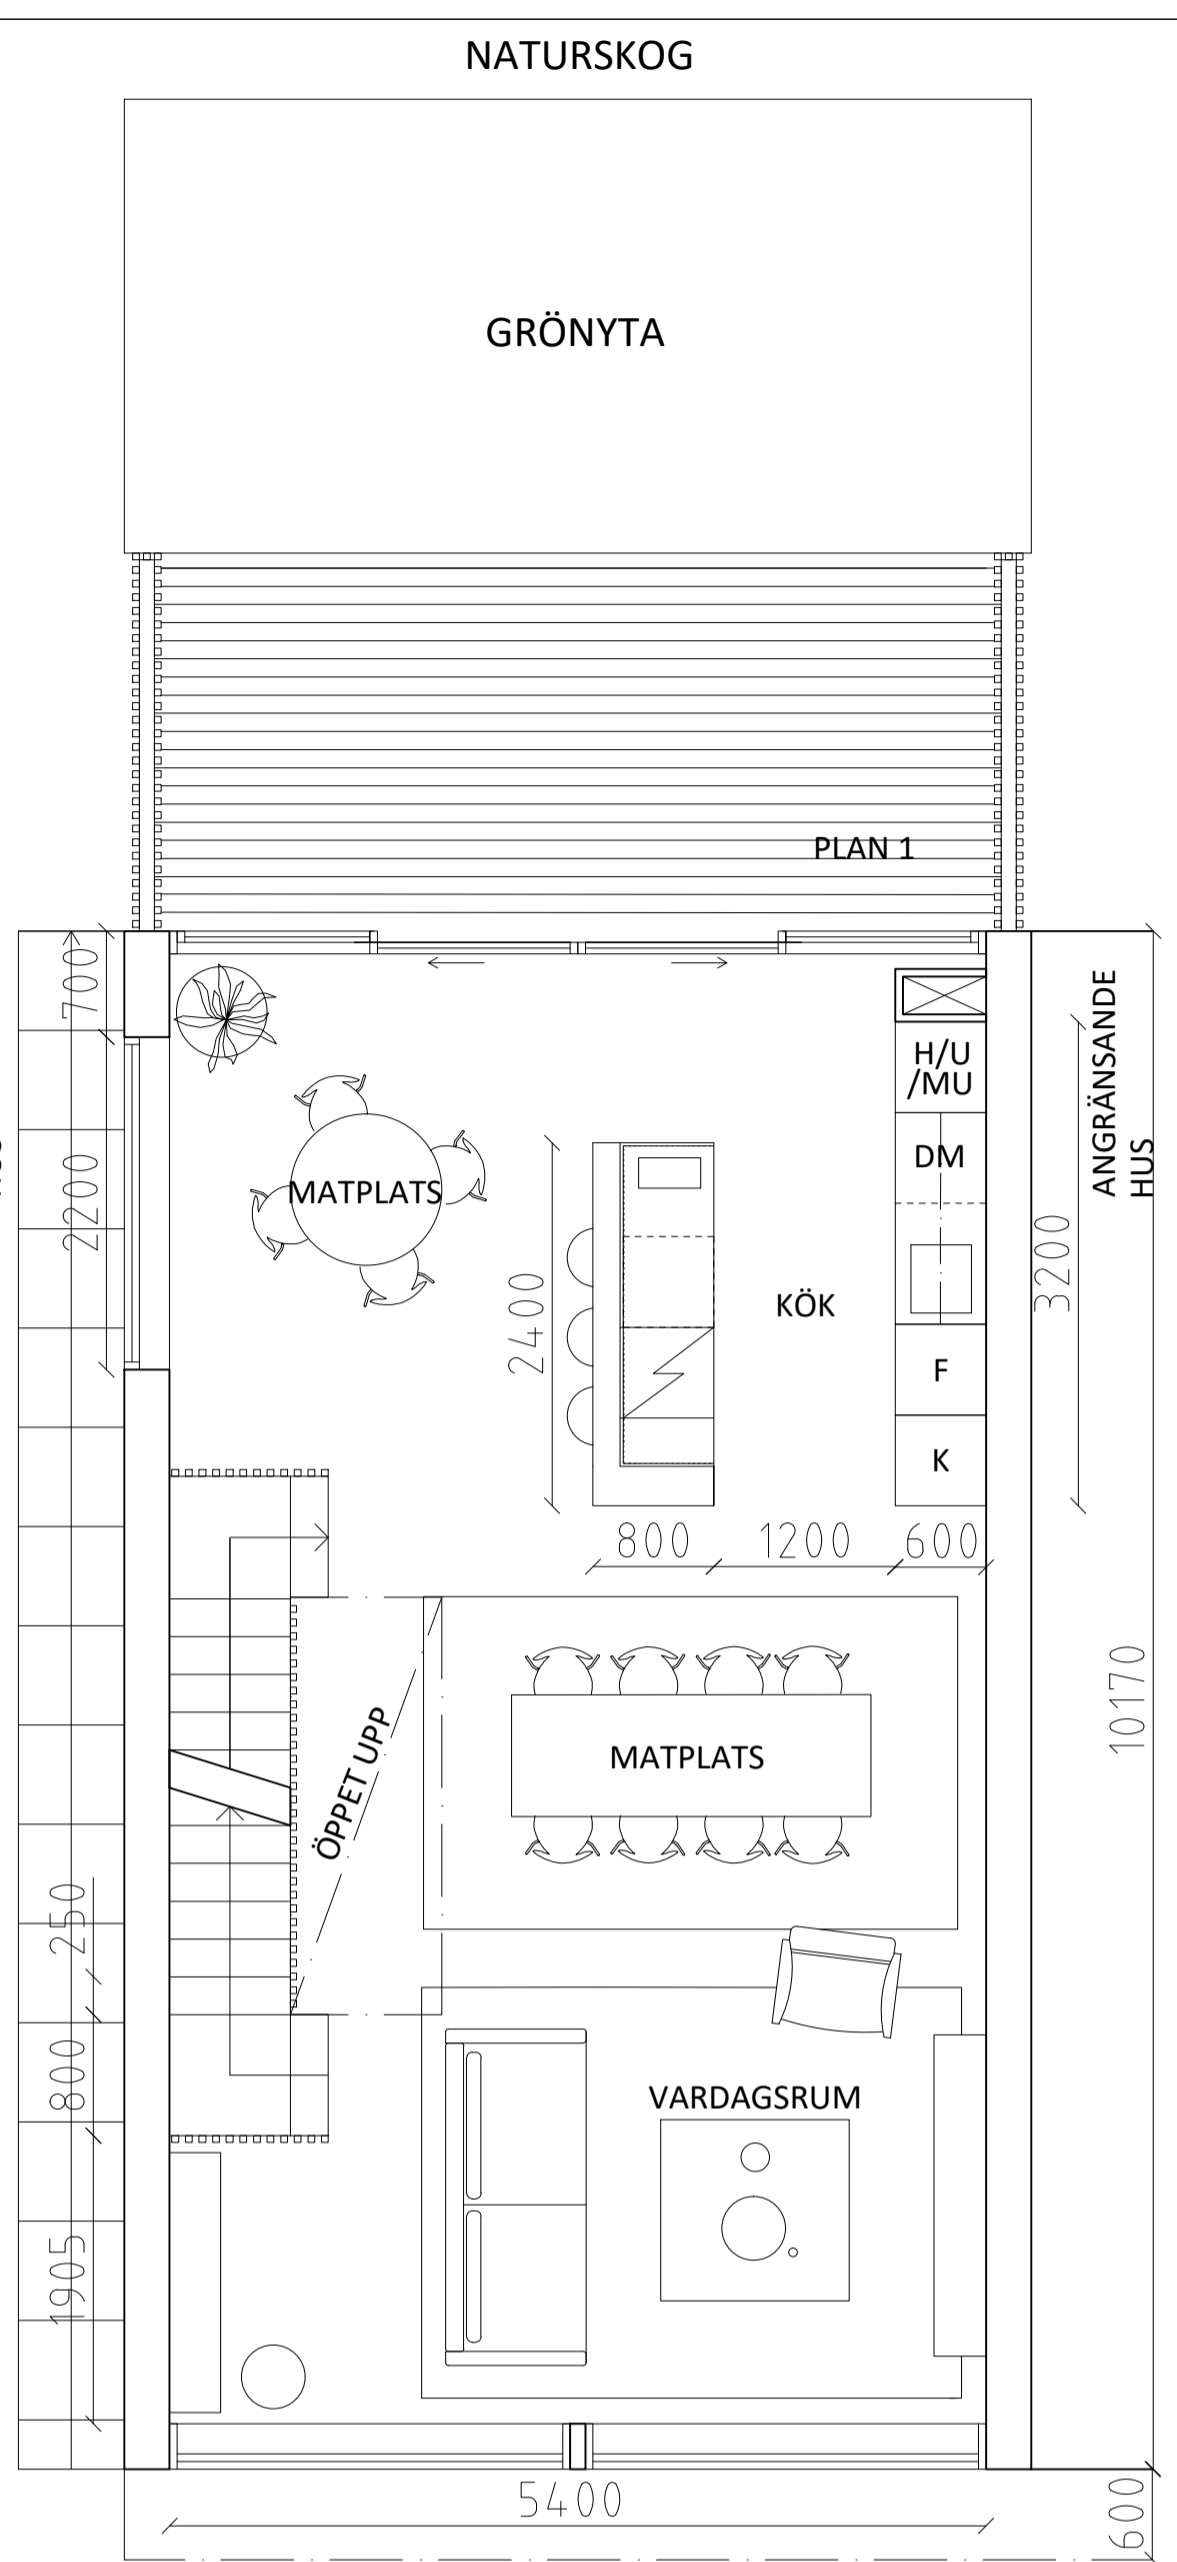 NATURSKOG
GRÖNYTA
PLAN 1
700
ANGRÄNSANDE
HUS
H/U
/MU
DM
2200
MATPLATS
3200
2400
KÖK
F
K
800
1200
600
10170
ÖPPET UPP
MATPLATS
250
800
VARDAGSRUM
1905
5400
600